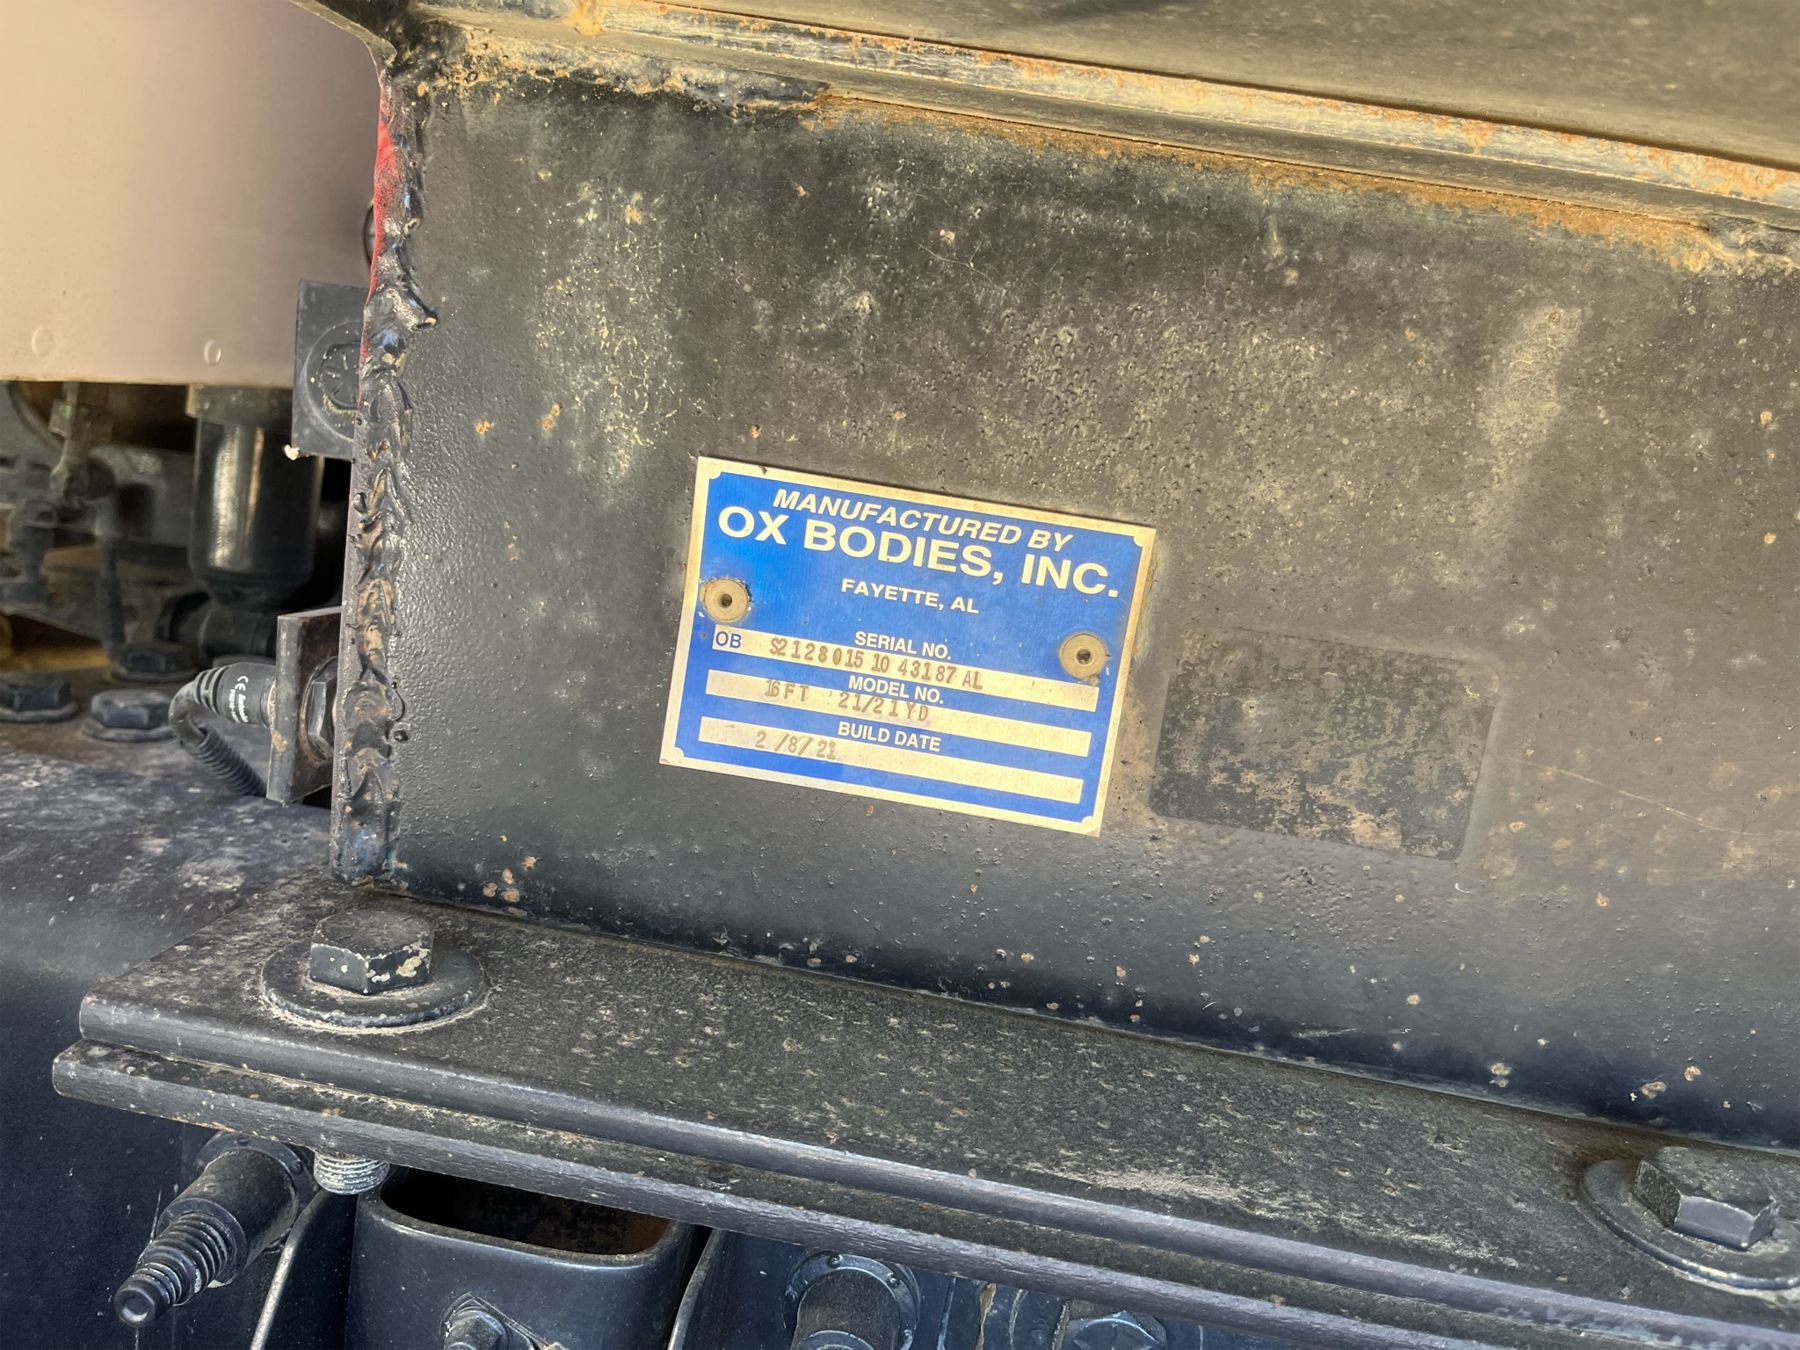 MANUFACTURED BY
OX BODIES, INC.
FAYETTE, AL
SERIAL NO.
OB S2128015 10 43187 AL
MODEL NO.
16FT 21/21YD
BUILD DATE
2 /8/21
CE